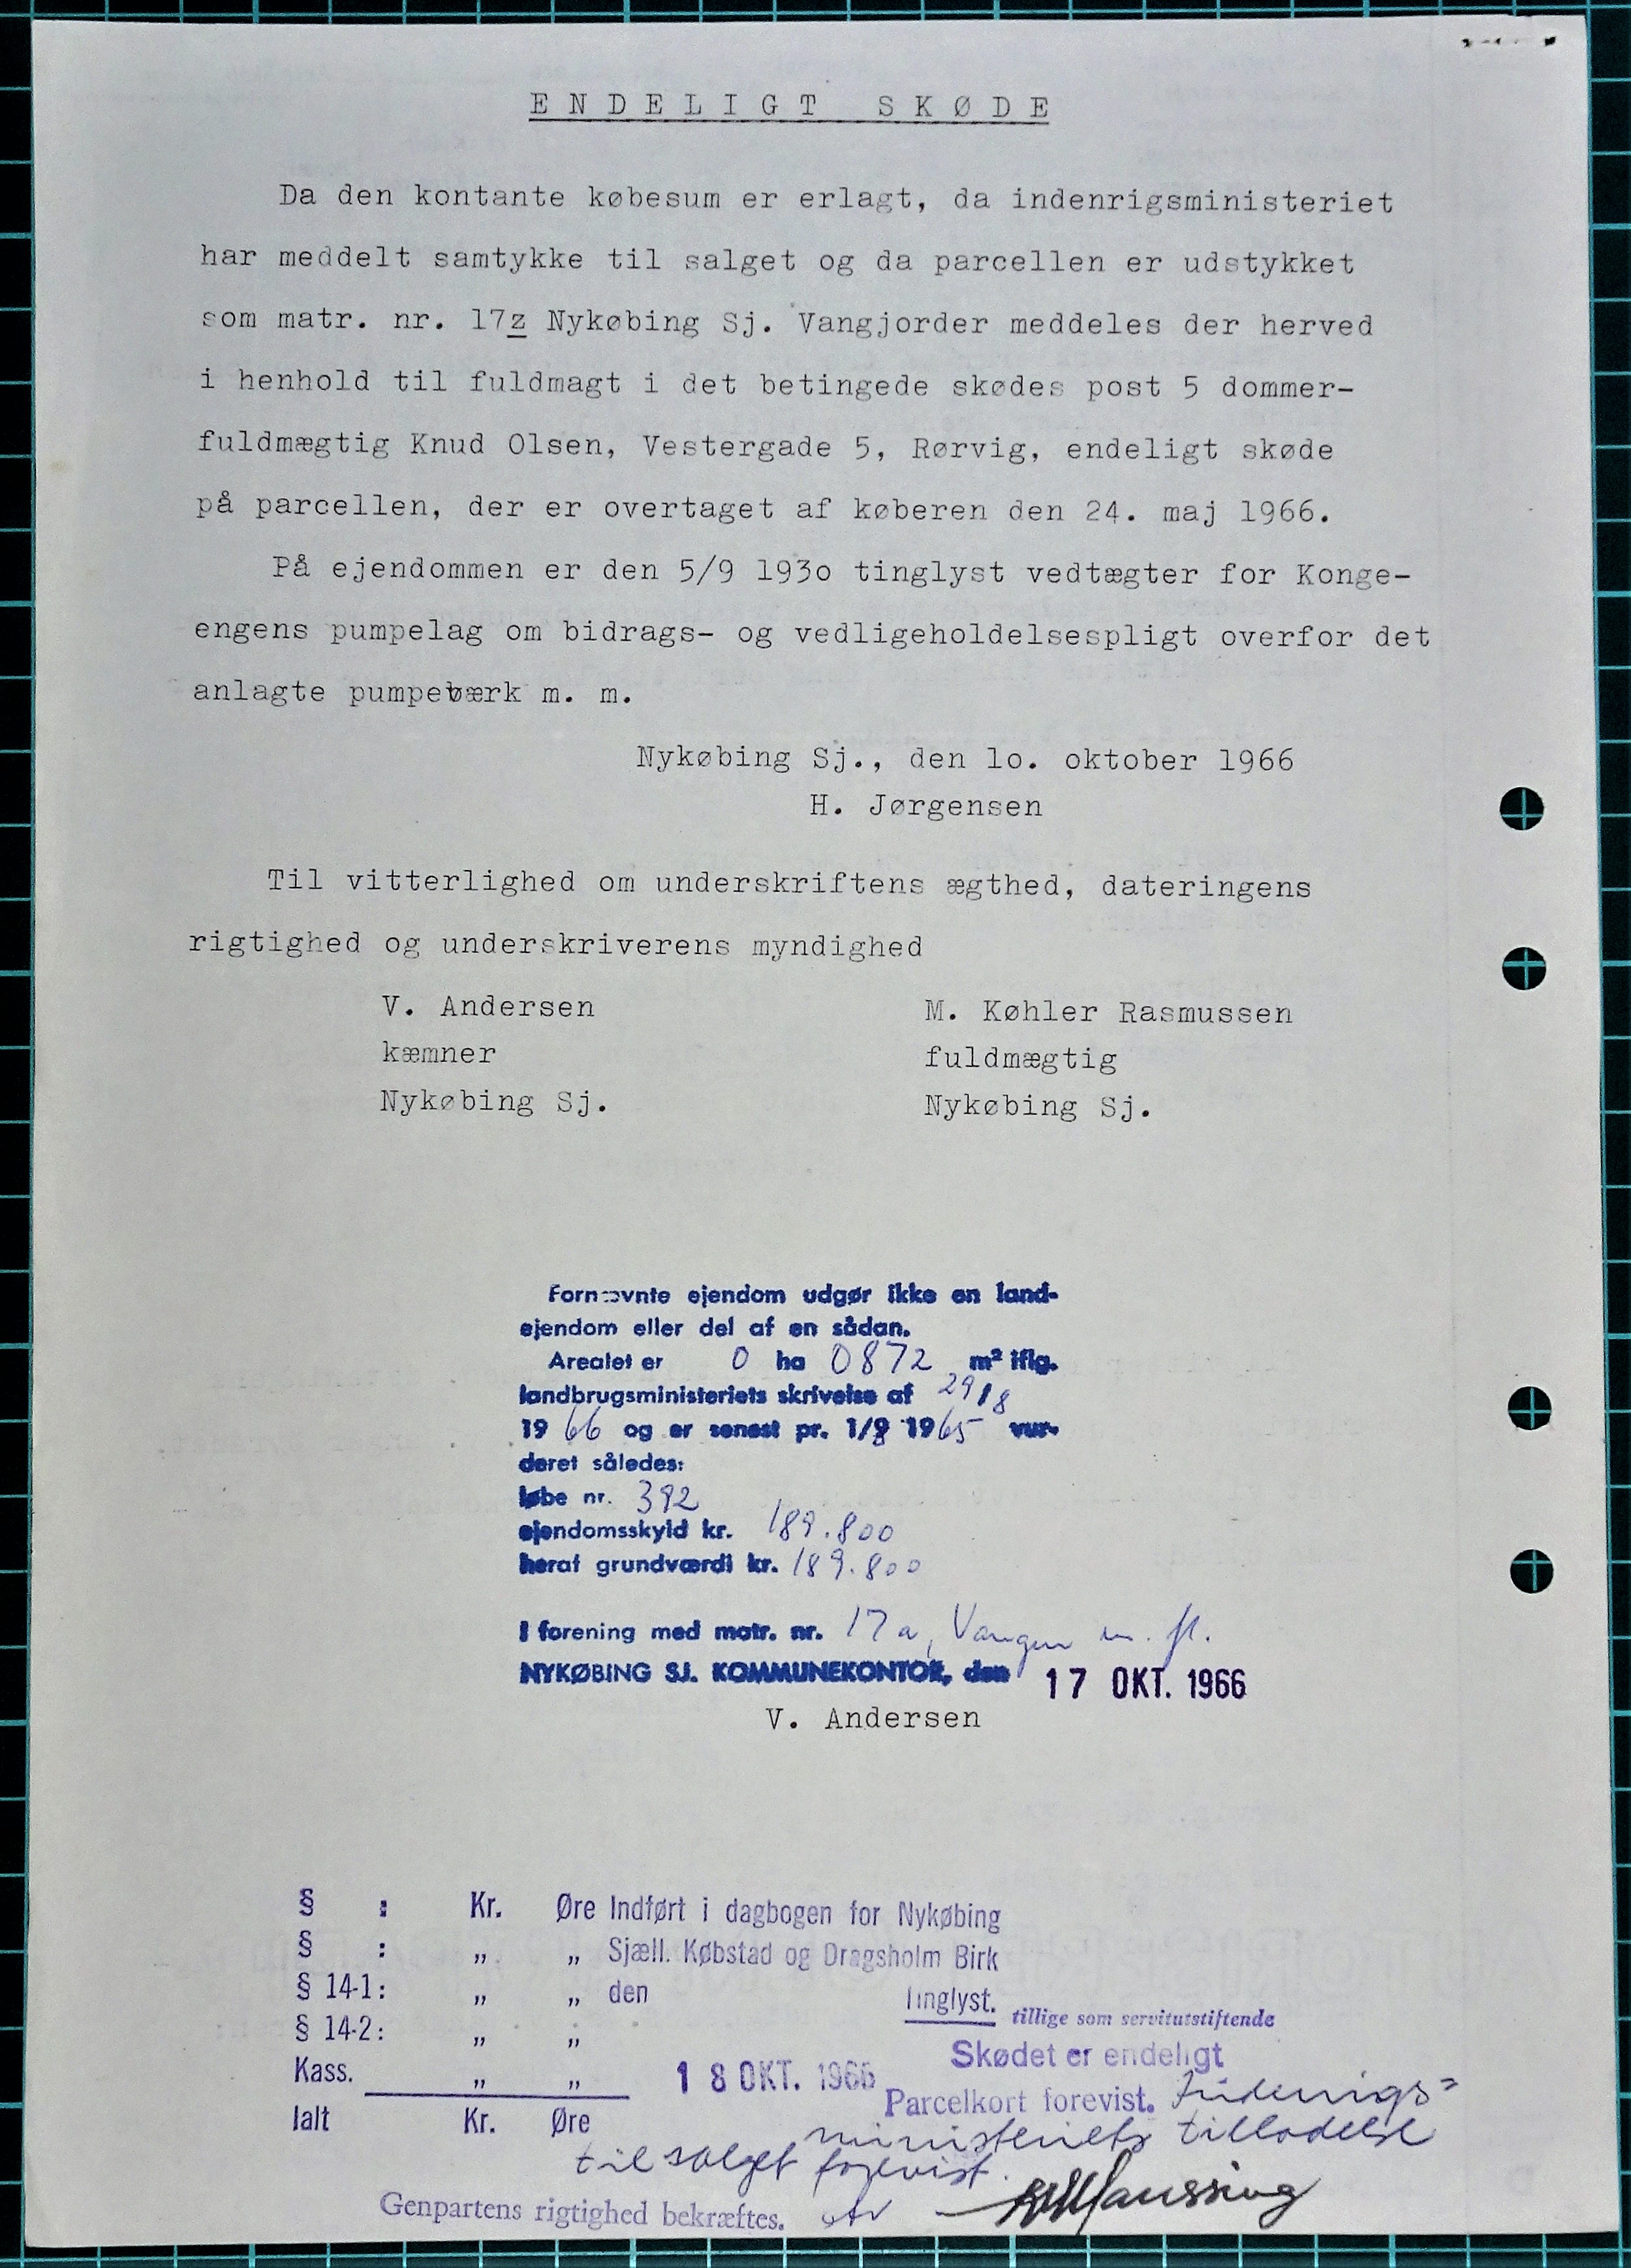 ENDELIGT SKØDE
Da den kontante købesum er erlagt, da indenrigsministeriet
har meddelt samtykke til salget og da parcellen er udstykket
som matr. nr. 17z Nykøbing Sj. Vangjorder meddeles der herved
i henhold til fuldmagt i det betingede skødes post 5 dommer-
fuldmægtig Knud Olsen, Vestergade 5, Rørvig, endeligt skøde
på parcellen, der er overtaget af køberen den 24. maj 1966.
På ejendommen er den 5/9 193o tinglyst vedtægter for Konge-
engens pumpelag om bidrags- og vedligeholdelsespligt overfor det
anlagte pumpeværk m. m.
Nykøbing Sj., den lo. oktober 1966
H. Jørgensen
Til vitterlighed om underskriftens ægthed, dateringens
rigtighed og underskriverens myndighed
V. Andersen
kæmner
Nykøbing Sj.
M. Køhler Rasmussen
fuldmægtig
Nykøbing Sj.
Fornævnte ejendom udgør ikke en land-
ejendom eller del af en sådan.
Arealet er 0 ha 0872 m² iflg.
landbrugsministeriets skrivelse af 29/8
1966 og er senest pr. 1/8 1965 vur-
deret således:
løbe nr. 392
ejendomsskyld kr. 189.800
heraf grundværdi kr. 189.800
I forening med matr. nr. 17a, Vangen m. fl.
NYKØBING SJ. KOMMUNEKONTOR, den 17 OKT. 1966
V. Andersen
§ : Kr. Øre Indført i dagbogen for Nykøbing
§ : „ „ Sjæll. Købstad og Dragsholm Birk
§ 14-1: „ „ den Tinglyst. tillige som servitutstiftende
§ 14-2: „ „
Skødet er endeligt
Kass. „ „ 18 OKT. 1966
Parcelkort forevist. Indenrigs=
Ialt Kr. Øre
ministeriets tilladelse
til salget forevist.
Genpartens rigtighed bekræftes.